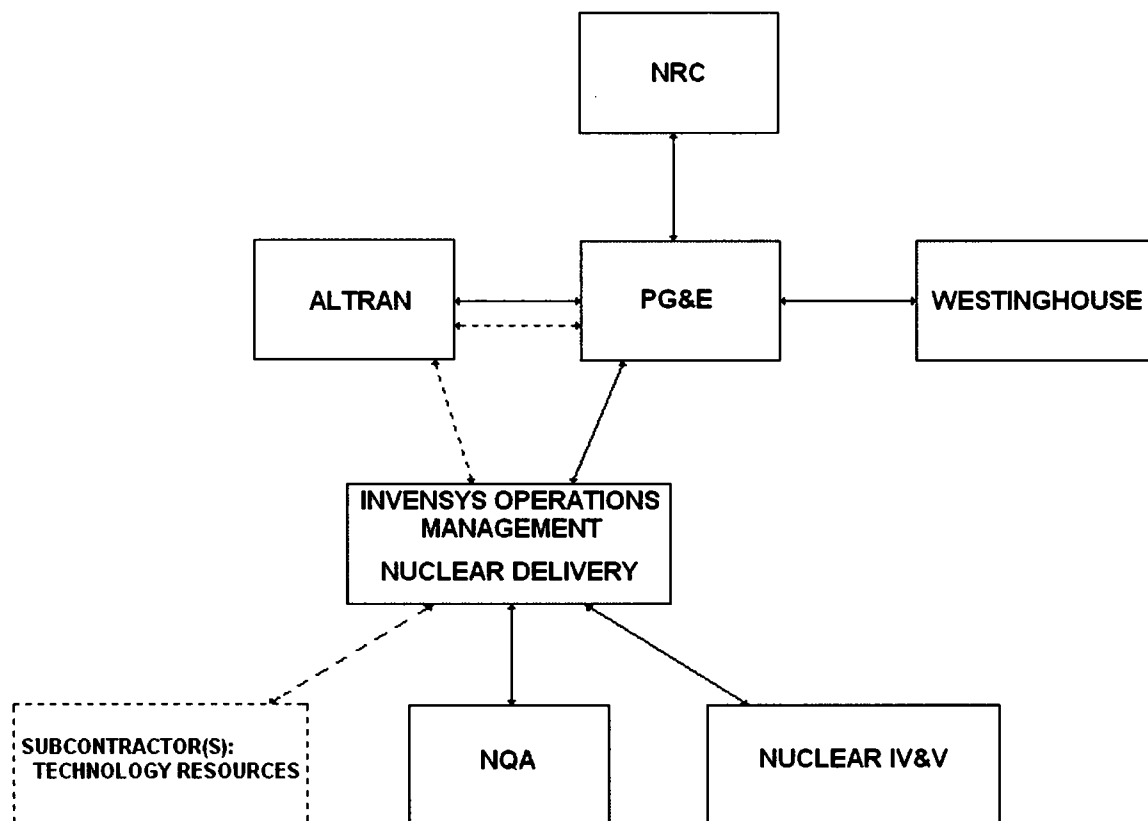 NRC
ALTRAN
PG&E
WESTINGHOUSE
INVENSYS OPERATIONS
MANAGEMENT
NUCLEAR DELIVERY
SUBCONTRACTOR(S):
TECHNOLOGY RESOURCES
NQA
NUCLEAR IV&V